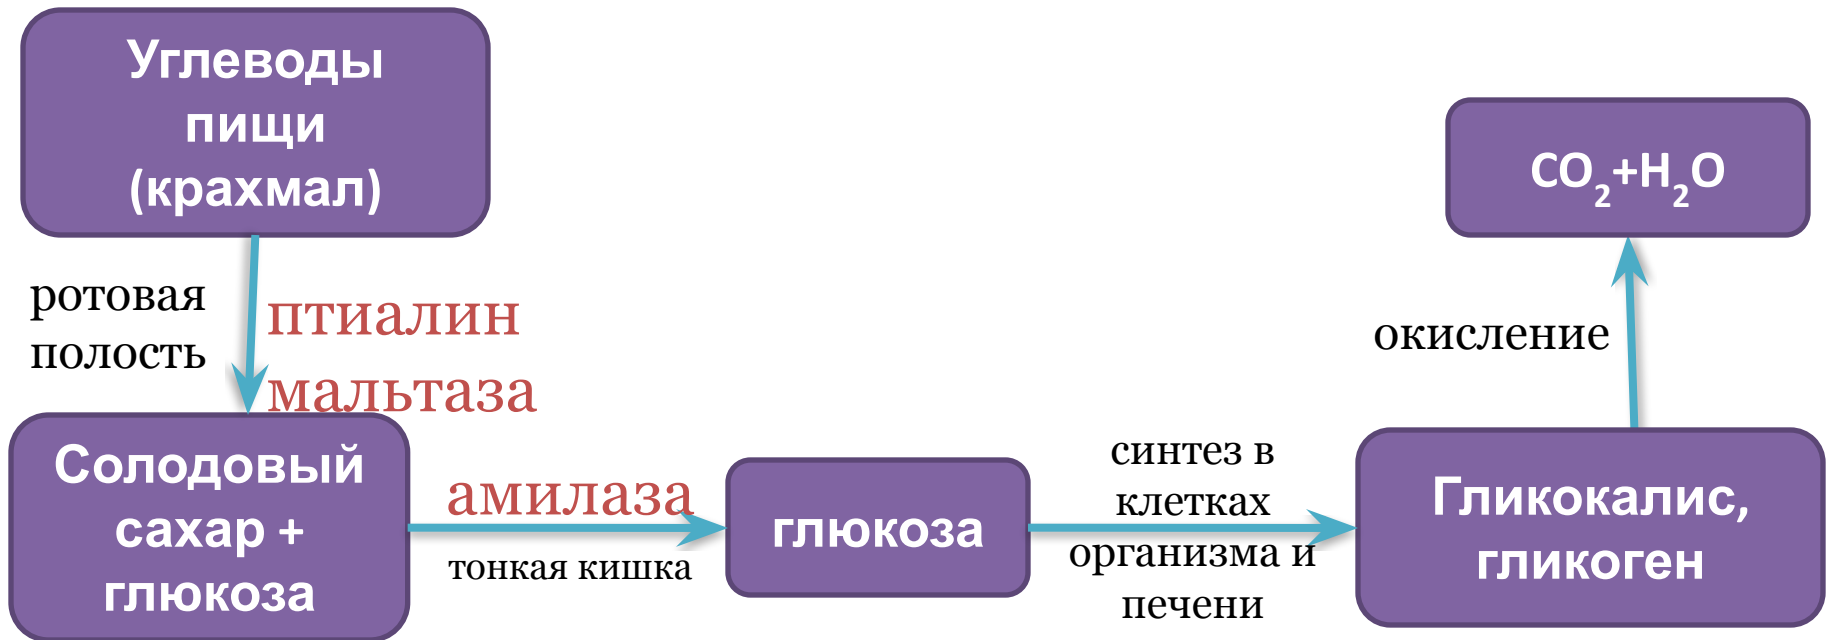 Углеводы
пищи
(крахмал)
ротовая
полость
птиалин
мальтаза
Солодовый
сахар +
глюкоза
амилаза
тонкая кишка
глюкоза
синтез в
клетках
организма и
печени
Гликокалис,
гликоген
окисление
CO₂+H₂O